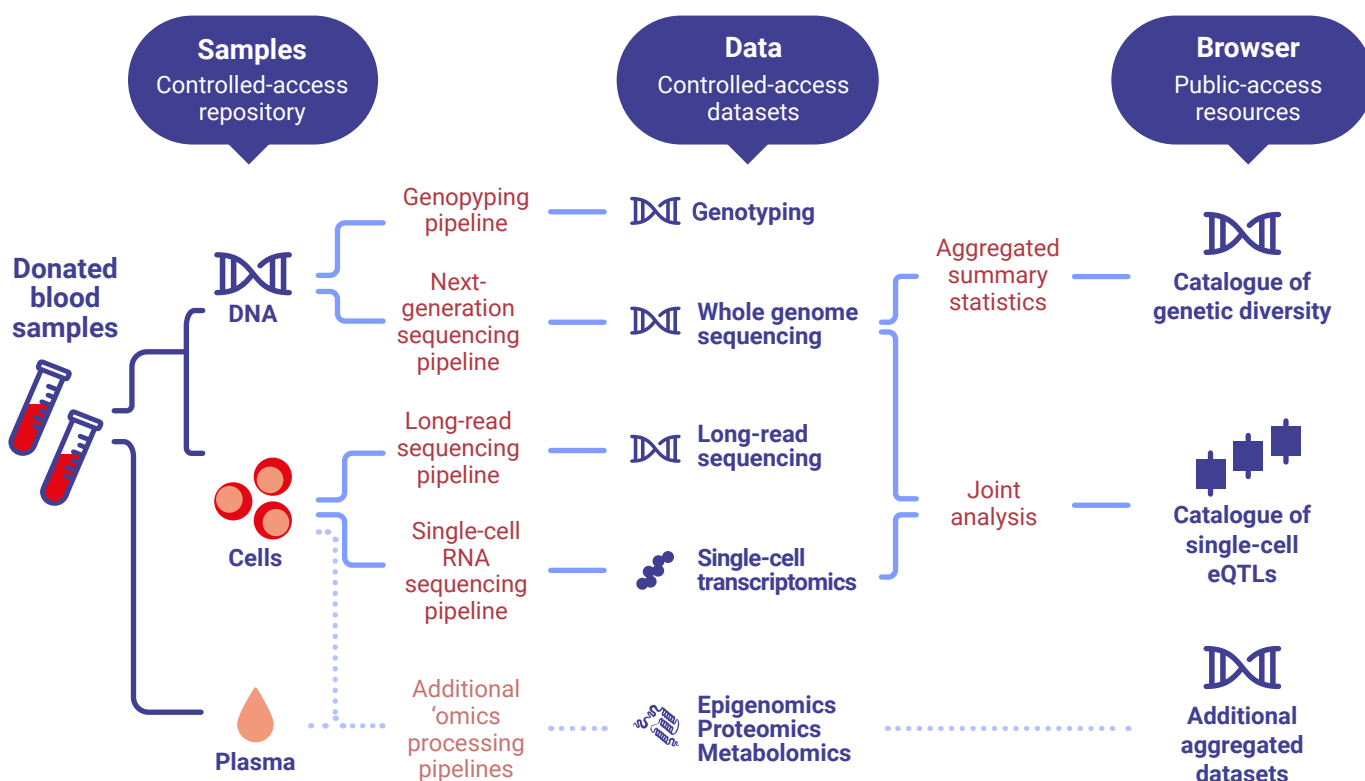 Samples
Controlled-access
repository
Data
Controlled-access
datasets
Browser
Public-access
resources
Donated
blood
samples
DNA
Cells
Plasma
Genopyping
pipeline
Next-
generation
sequencing
pipeline
Long-read
sequencing
pipeline
Single-cell
RNA
sequencing
pipeline
Additional
‘omics
processing
pipelines
Genotyping
Whole genome
sequencing
Long-read
sequencing
Single-cell
transcriptomics
Epigenomics
Proteomics
Metabolomics
Aggregated
summary
statistics
Joint
analysis
Catalogue of
genetic diversity
Catalogue of
single-cell
eQTLs
Additional
aggregated
datasets